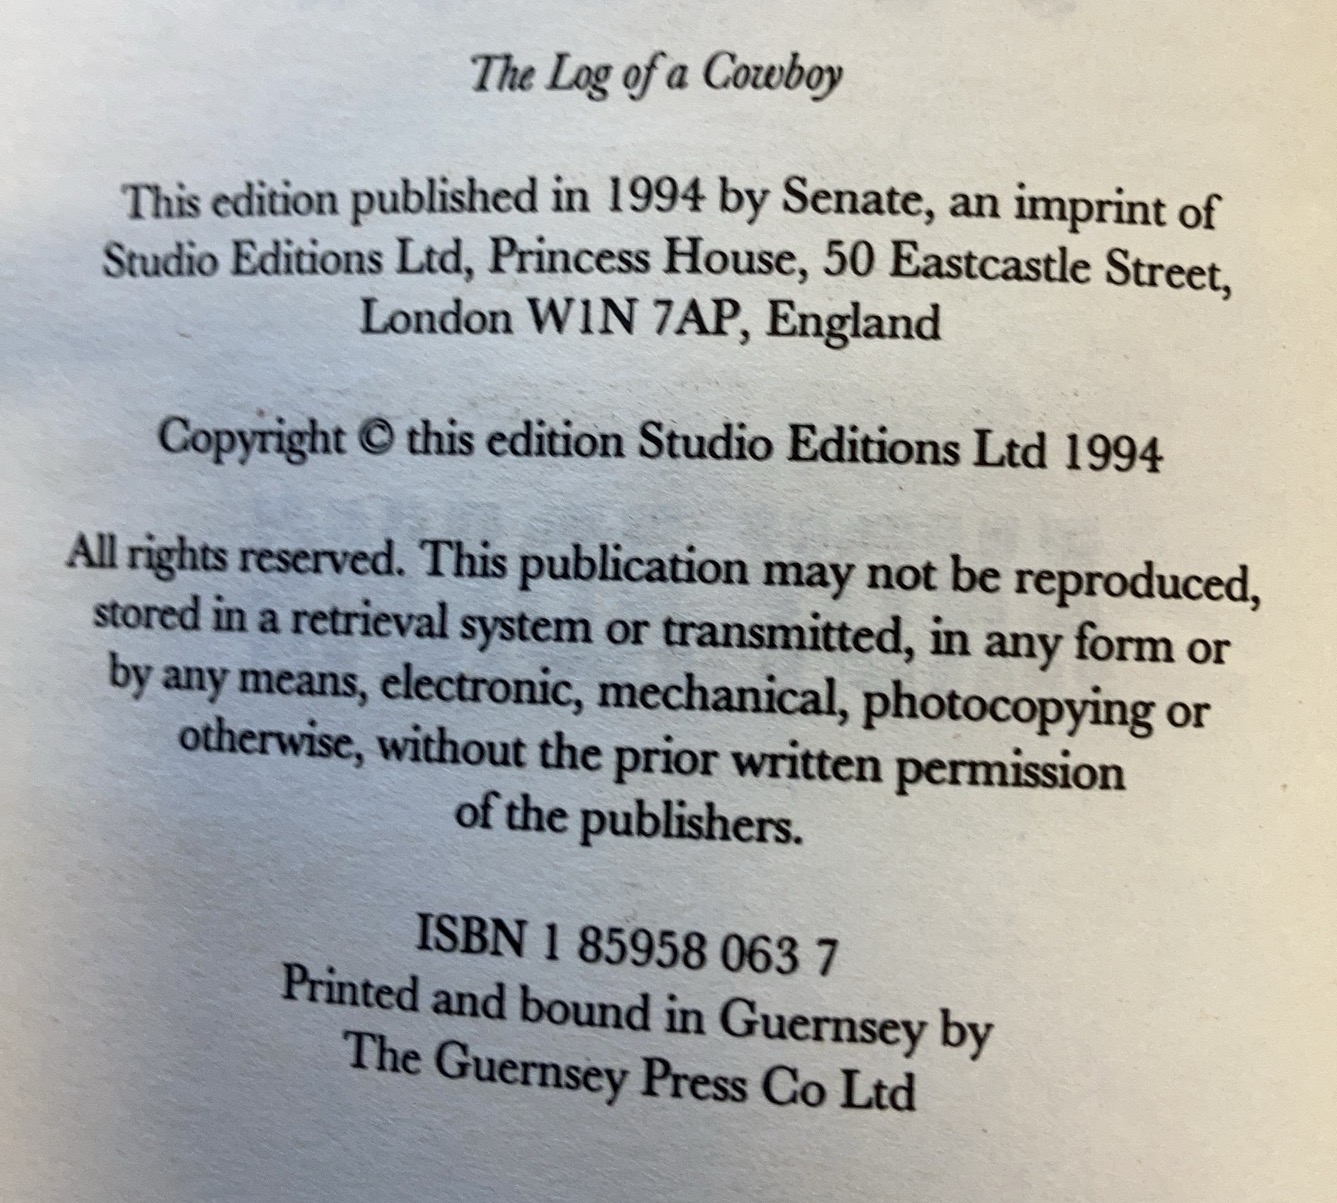 The Log of a Cowboy
This edition published in 1994 by Senate, an imprint of
Studio Editions Ltd, Princess House, 50 Eastcastle Street,
London W1N 7AP, England
Copyright © this edition Studio Editions Ltd 1994
All rights reserved. This publication may not be reproduced,
stored in a retrieval system or transmitted, in any form or
by any means, electronic, mechanical, photocopying or
otherwise, without the prior written permission
of the publishers.
ISBN 1 85958 063 7
Printed and bound in Guernsey by
The Guernsey Press Co Ltd